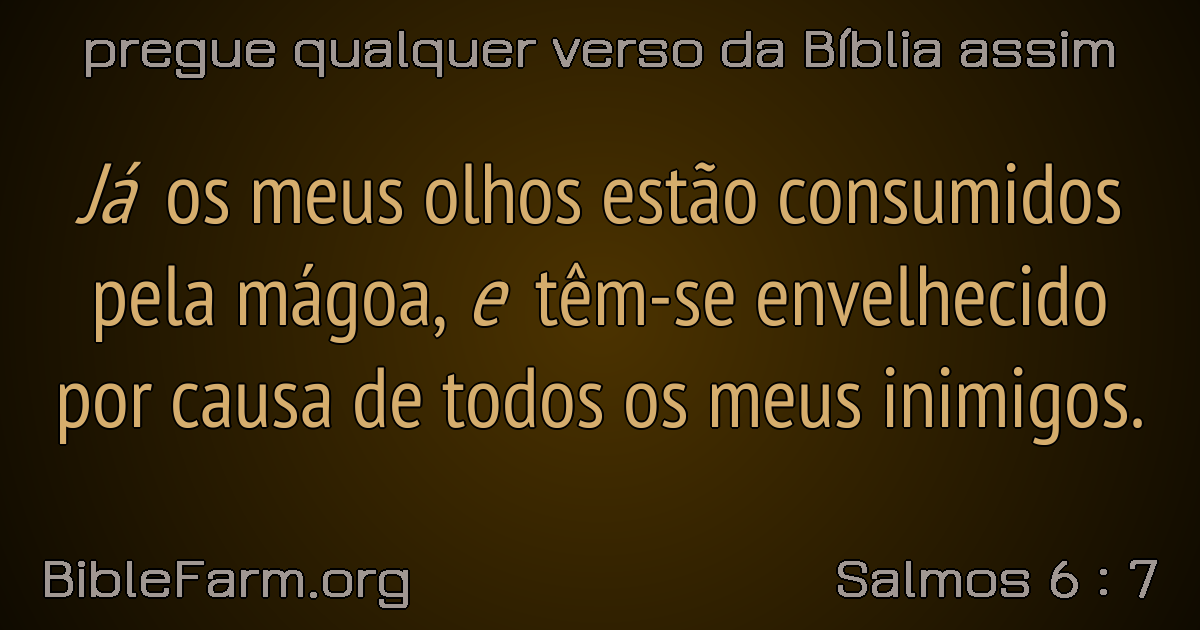 pregue qualquer verso da Bíblia assim
Já os meus olhos estão consumidos
pela mágoa, e têm-se envelhecido
por causa de todos os meus inimigos.
BibleFarm.org
Salmos 6 : 7